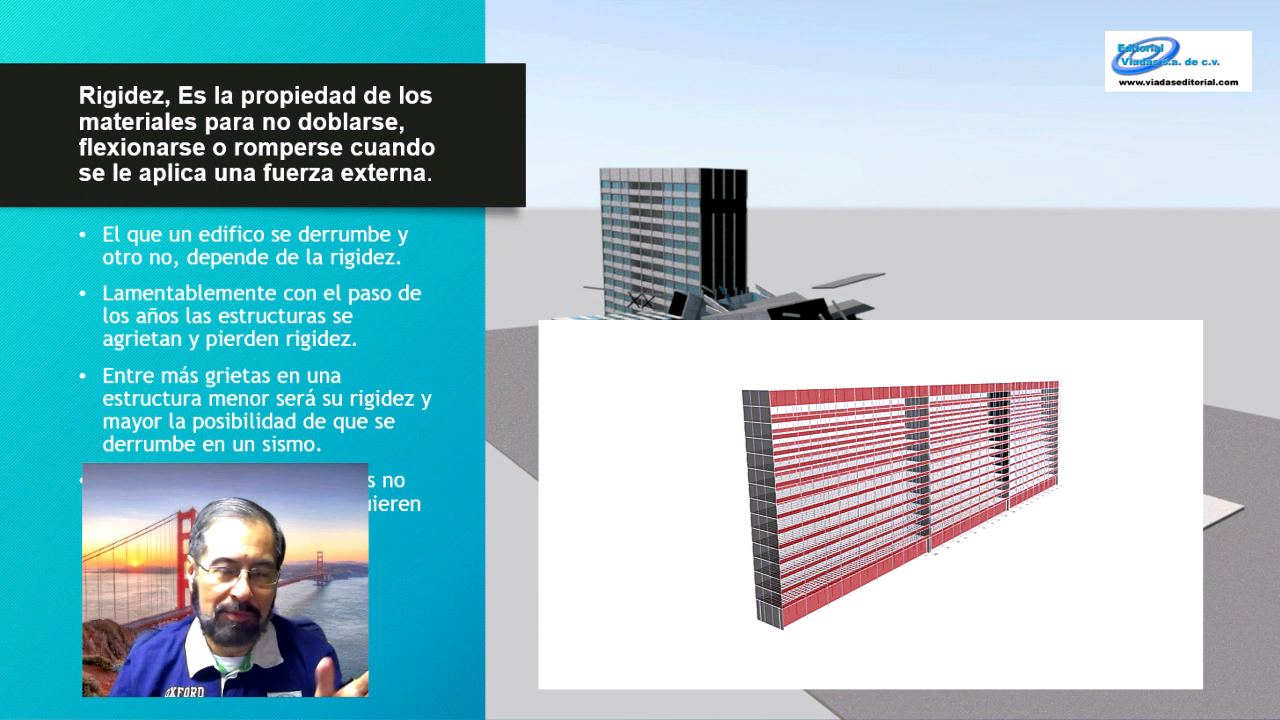 Rigidez, Es la propiedad de los
materiales para no doblarse,
flexionarse o romperse cuando
se le aplica una fuerza externa.
• El que un edifico se derrumbe y
otro no, depende de la rigidez.
• Lamentablemente con el paso de
los años las estructuras se
agrietan y pierden rigidez.
• Entre más grietas en una
estructura menor será su rigidez y
mayor la posibilidad de que se
derrumbe en un sismo.
no
Editorial
Viadas s.a. de c.v.
www.viadaseditorial.com
OXFORD